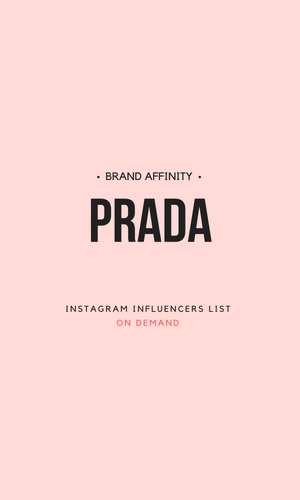 • BRAND AFFINITY •
PRADA
INSTAGRAM INFLUENCERS LIST
ON DEMAND